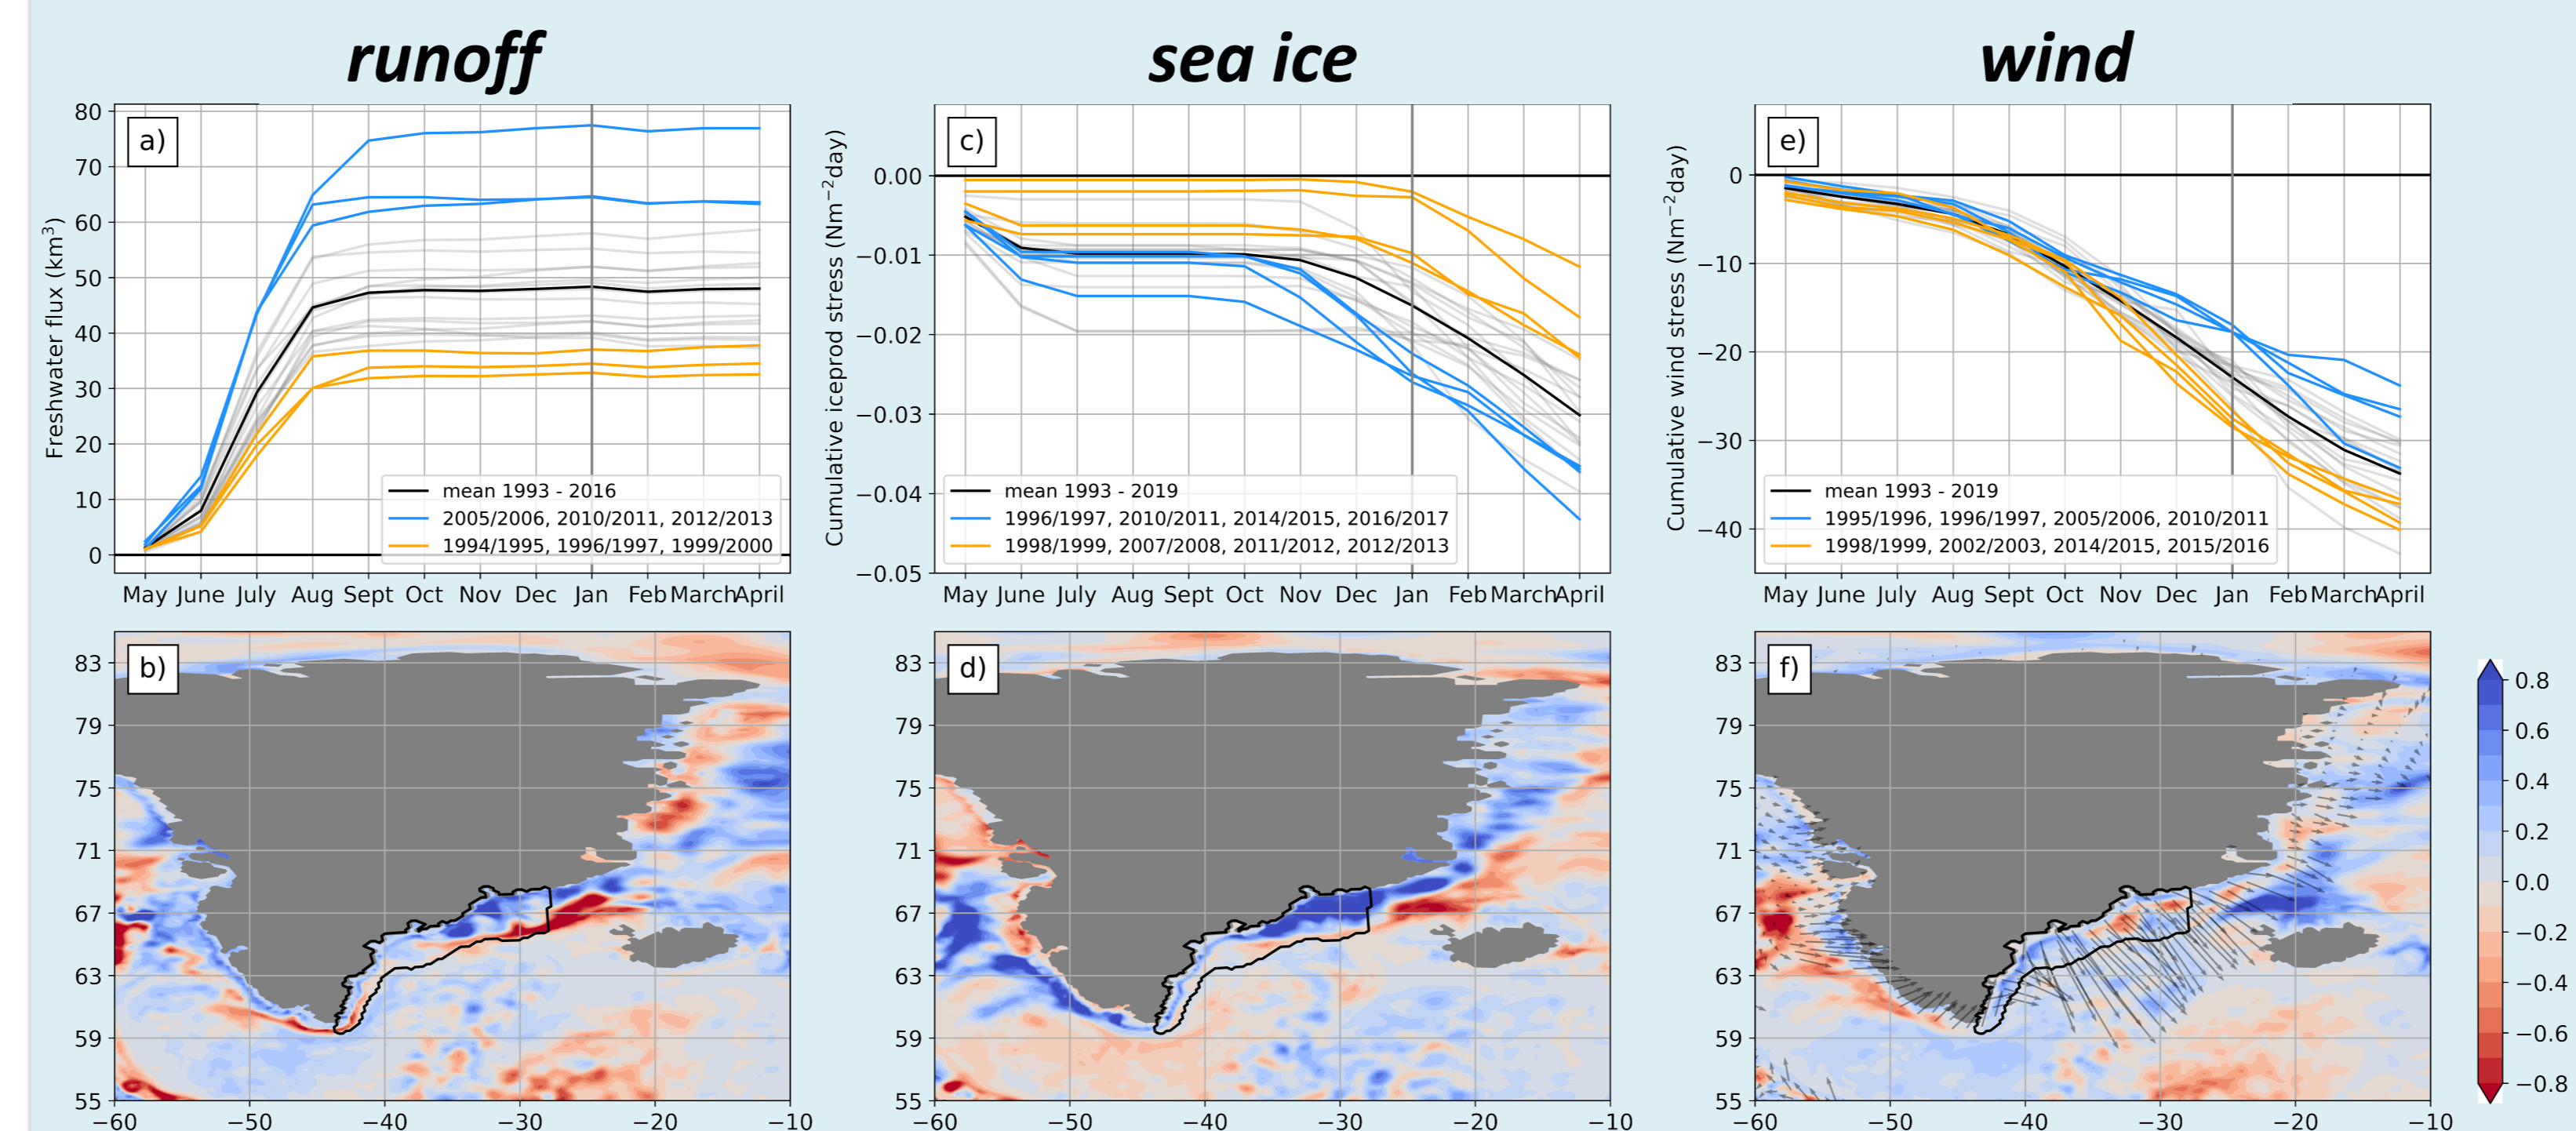 runoff
sea ice
wind
a)
Freshwater flux (km³)
80
70
60
50
40
30
20
10
0
mean 1993 - 2016
2005/2006, 2010/2011, 2012/2013
1994/1995, 1996/1997, 1999/2000
May June July Aug Sept Oct Nov Dec Jan Feb March April
c)
Cumulative iceprod stress (Nm⁻²day)
0.00
−0.01
−0.02
−0.03
−0.04
−0.05
mean 1993 - 2019
1996/1997, 2010/2011, 2014/2015, 2016/2017
1998/1999, 2007/2008, 2011/2012, 2012/2013
May June July Aug Sept Oct Nov Dec Jan Feb March April
e)
Cumulative wind stress (Nm⁻²day)
0
−10
−20
−30
−40
mean 1993 - 2019
1995/1996, 1996/1997, 2005/2006, 2010/2011
1998/1999, 2002/2003, 2014/2015, 2015/2016
May June July Aug Sept Oct Nov Dec Jan Feb March April
b)
83
79
75
71
67
63
59
55
−60 −50 −40 −30 −20 −10
d)
83
79
75
71
67
63
59
55
−60 −50 −40 −30 −20 −10
f)
83
79
75
71
67
63
59
55
−60 −50 −40 −30 −20 −10
0.8
0.6
0.4
0.2
0.0
−0.2
−0.4
−0.6
−0.8